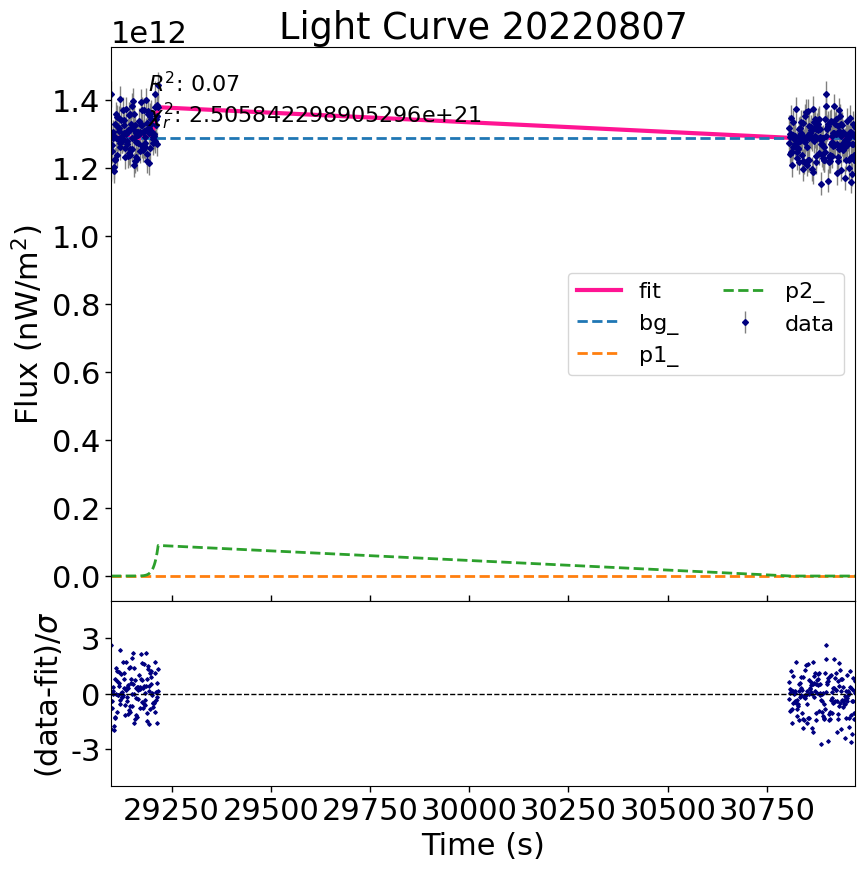 Light Curve 20220807
1e12
R²: 0.07
: 2.505842298905296e+21
1.4
1.2
1.0
0.8
0.6
0.4
0.2
0.0
Flux (nW/m²)
fit
bg_
p1_
p2_
data
3
0
-3
(data-fit)/σ
29250 29500 29750 30000 30250 30500 30750
Time (s)